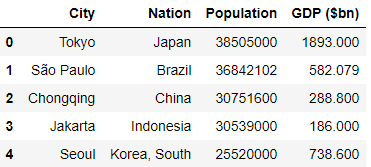 City Nation Population GDP ($bn)
0 Tokyo Japan 38505000 1893.000
1 São Paulo Brazil 36842102 582.079
2 Chongqing China 30751600 288.800
3 Jakarta Indonesia 30539000 186.000
4 Seoul Korea, South 25520000 738.600